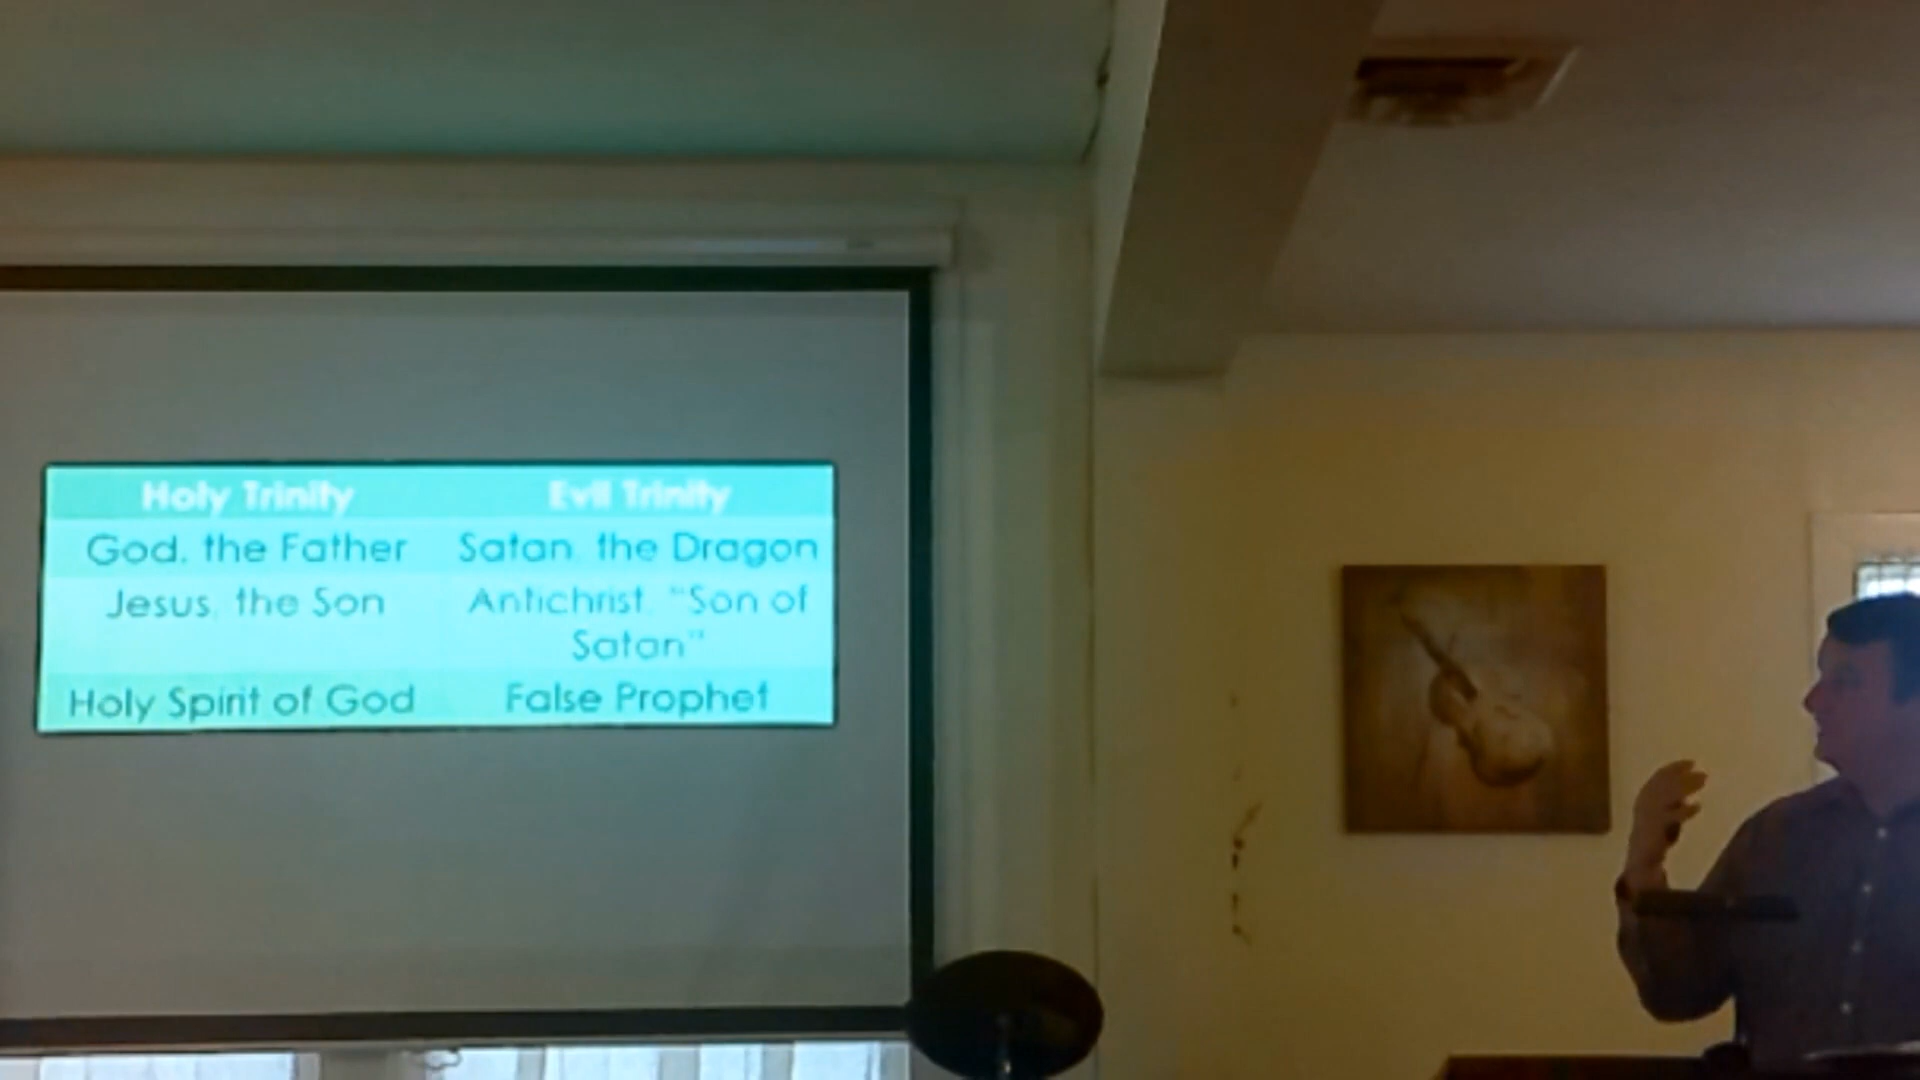 Holy Trinity Evil Trinity
God, the Father Satan, the Dragon
Jesus, the Son Antichrist, "Son of
Satan"
Holy Spirit of God False Prophet